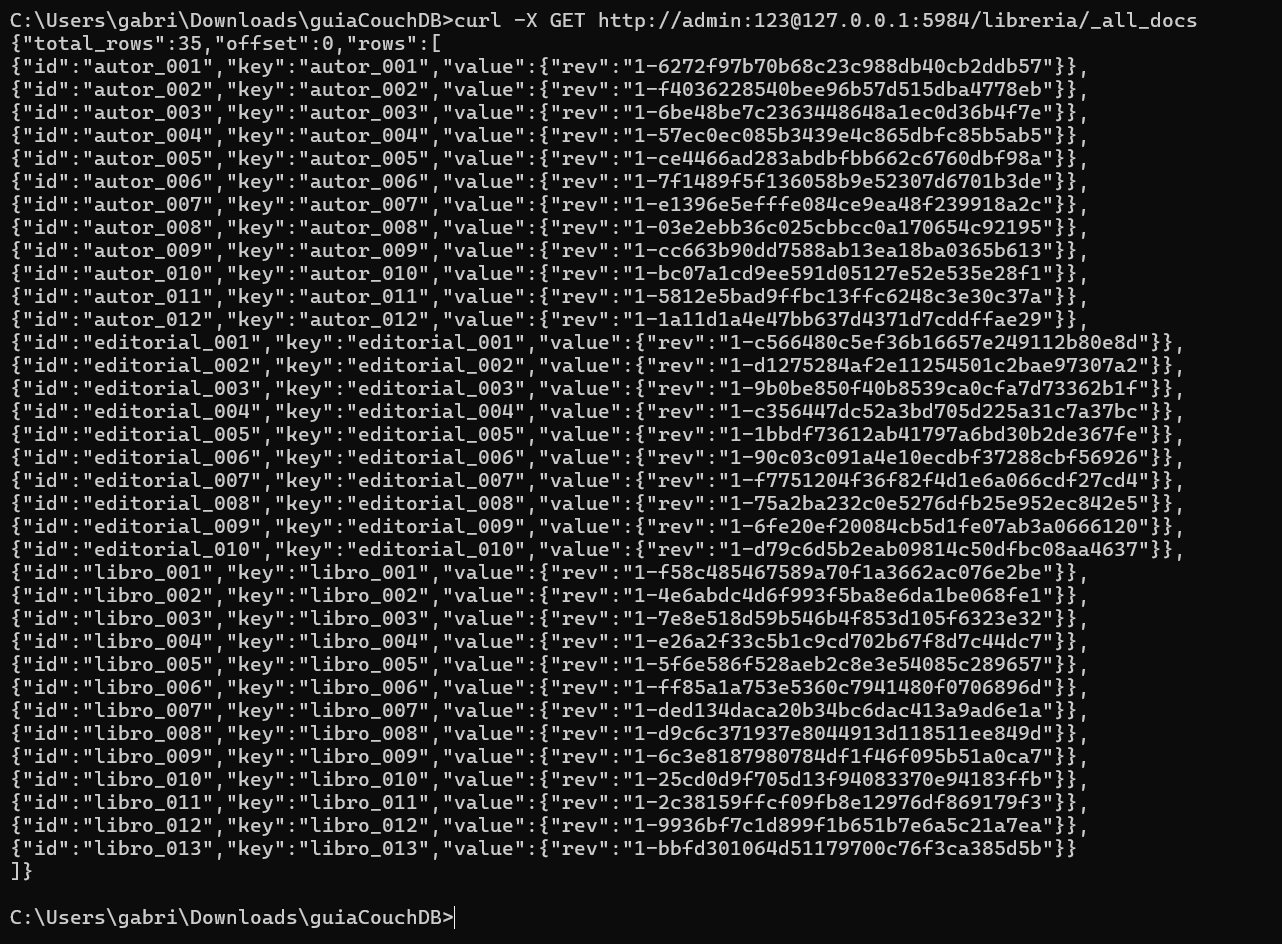 C:\Users\gabri\Downloads\guiaCouchDB>curl -X GET http://admin:123@127.0.0.1:5984/libreria/_all_docs
{"total_rows":35,"offset":0,"rows":[
{"id":"autor_001","key":"autor_001","value":{"rev":"1-6272f97b70b68c23c988db40cb2ddb57"}},
{"id":"autor_002","key":"autor_002","value":{"rev":"1-f4036228540bee96b57d515dba4778eb"}},
{"id":"autor_003","key":"autor_003","value":{"rev":"1-6be48be7c2363448648a1ec0d36b4f7e"}},
{"id":"autor_004","key":"autor_004","value":{"rev":"1-57ec0ec085b3439e4c865dbfc85b5ab5"}},
{"id":"autor_005","key":"autor_005","value":{"rev":"1-ce4466ad283abdbfbb662c6760dbf98a"}},
{"id":"autor_006","key":"autor_006","value":{"rev":"1-7f1489f5f136058b9e52307d6701b3de"}},
{"id":"autor_007","key":"autor_007","value":{"rev":"1-e1396e5efffe084ce9ea48f239918a2c"}},
{"id":"autor_008","key":"autor_008","value":{"rev":"1-03e2ebb36c025cbbcc0a170654c92195"}},
{"id":"autor_009","key":"autor_009","value":{"rev":"1-cc663b90dd7588ab13ea18ba0365b613"}},
{"id":"autor_010","key":"autor_010","value":{"rev":"1-bc07a1cd9ee591d05127e52e535e28f1"}},
{"id":"autor_011","key":"autor_011","value":{"rev":"1-5812e5bad9ffbc13ffc6248c3e30c37a"}},
{"id":"autor_012","key":"autor_012","value":{"rev":"1-1a11d1a4e47bb637d4371d7cddffae29"}},
{"id":"editorial_001","key":"editorial_001","value":{"rev":"1-c566480c5ef36b16657e249112b80e8d"}},
{"id":"editorial_002","key":"editorial_002","value":{"rev":"1-d1275284af2e11254501c2bae97307a2"}},
{"id":"editorial_003","key":"editorial_003","value":{"rev":"1-9b0be850f40b8539ca0cfa7d73362b1f"}},
{"id":"editorial_004","key":"editorial_004","value":{"rev":"1-c356447dc52a3bd705d225a31c7a37bc"}},
{"id":"editorial_005","key":"editorial_005","value":{"rev":"1-1bbdf73612ab41797a6bd30b2de367fe"}},
{"id":"editorial_006","key":"editorial_006","value":{"rev":"1-90c03c091a4e10ecdbf37288cbf56926"}},
{"id":"editorial_007","key":"editorial_007","value":{"rev":"1-f7751204f36f82f4d1e6a066cdf27cd4"}},
{"id":"editorial_008","key":"editorial_008","value":{"rev":"1-75a2ba232c0e5276dfb25e952ec842e5"}},
{"id":"editorial_009","key":"editorial_009","value":{"rev":"1-6fe20ef20084cb5d1fe07ab3a0666120"}},
{"id":"editorial_010","key":"editorial_010","value":{"rev":"1-d79c6d5b2eab09814c50dfbc08aa4637"}},
{"id":"libro_001","key":"libro_001","value":{"rev":"1-f58c485467589a70f1a3662ac076e2be"}},
{"id":"libro_002","key":"libro_002","value":{"rev":"1-4e6abdc4d6f993f5ba8e6da1be068fe1"}},
{"id":"libro_003","key":"libro_003","value":{"rev":"1-7e8e518d59b546b4f853d105f6323e32"}},
{"id":"libro_004","key":"libro_004","value":{"rev":"1-e26a2f33c5b1c9cd702b67f8d7c44dc7"}},
{"id":"libro_005","key":"libro_005","value":{"rev":"1-5f6e586f528aeb2c8e3e54085c289657"}},
{"id":"libro_006","key":"libro_006","value":{"rev":"1-ff85a1a753e5360c7941480f0706896d"}},
{"id":"libro_007","key":"libro_007","value":{"rev":"1-ded134daca20b34bc6dac413a9ad6e1a"}},
{"id":"libro_008","key":"libro_008","value":{"rev":"1-d9c6c371937e8044913d118511ee849d"}},
{"id":"libro_009","key":"libro_009","value":{"rev":"1-6c3e8187980784df1f46f095b51a0ca7"}},
{"id":"libro_010","key":"libro_010","value":{"rev":"1-25cd0d9f705d13f94083370e94183ffb"}},
{"id":"libro_011","key":"libro_011","value":{"rev":"1-2c38159ffcf09fb8e12976df869179f3"}},
{"id":"libro_012","key":"libro_012","value":{"rev":"1-9936bf7c1d899f1b651b7e6a5c21a7ea"}},
{"id":"libro_013","key":"libro_013","value":{"rev":"1-bbfd301064d51179700c76f3ca385d5b"}}
]}
C:\Users\gabri\Downloads\guiaCouchDB>